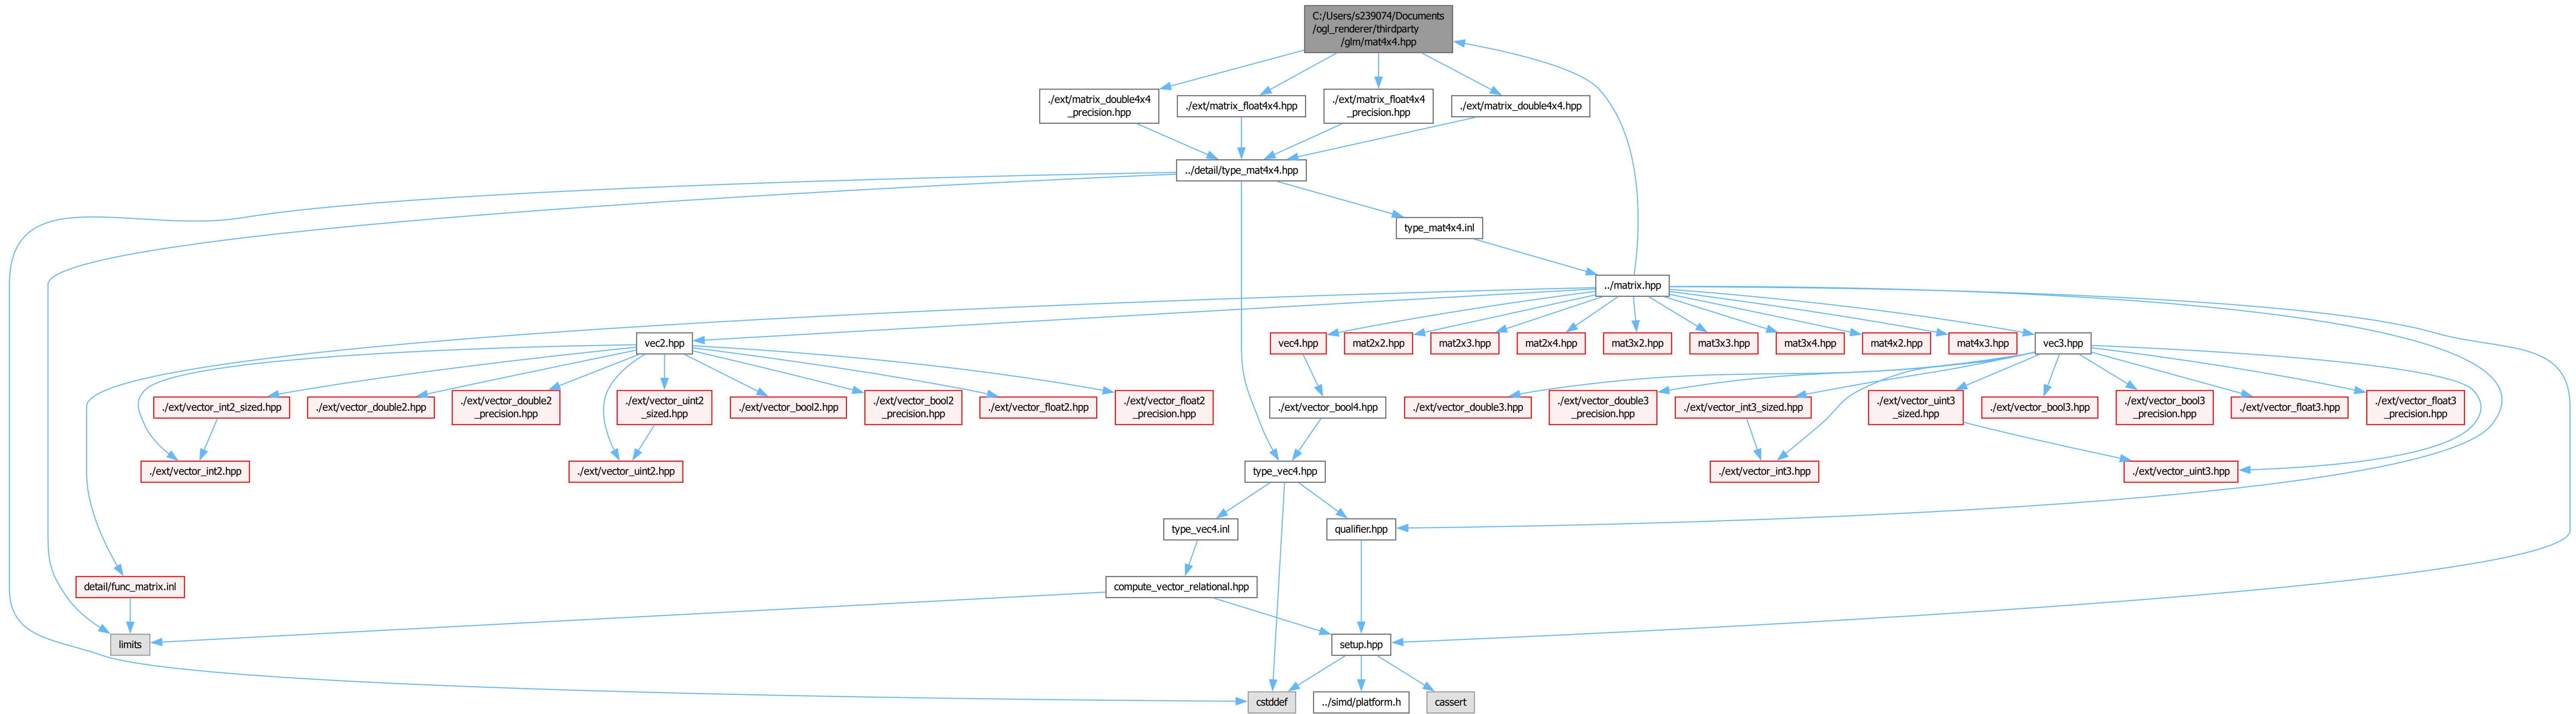 C:/Users/s239074/Documents
/ogl_renderer/thirdparty
/glm/mat4x4.hpp
./ext/matrix_double4x4
_precision.hpp
./ext/matrix_float4x4.hpp
./ext/matrix_float4x4
_precision.hpp
./ext/matrix_double4x4.hpp
../detail/type_mat4x4.hpp
type_mat4x4.inl
../matrix.hpp
vec2.hpp
vec4.hpp
mat2x2.hpp
mat2x3.hpp
mat2x4.hpp
mat3x2.hpp
mat3x3.hpp
mat3x4.hpp
mat4x2.hpp
mat4x3.hpp
vec3.hpp
./ext/vector_int2_sized.hpp
./ext/vector_double2.hpp
./ext/vector_double2
_precision.hpp
./ext/vector_uint2
_sized.hpp
./ext/vector_bool2.hpp
./ext/vector_bool2
_precision.hpp
./ext/vector_float2.hpp
./ext/vector_float2
_precision.hpp
./ext/vector_bool4.hpp
./ext/vector_double3.hpp
./ext/vector_double3
_precision.hpp
./ext/vector_int3_sized.hpp
./ext/vector_uint3
_sized.hpp
./ext/vector_bool3.hpp
./ext/vector_bool3
_precision.hpp
./ext/vector_float3.hpp
./ext/vector_float3
_precision.hpp
./ext/vector_int2.hpp
./ext/vector_uint2.hpp
type_vec4.hpp
./ext/vector_int3.hpp
./ext/vector_uint3.hpp
type_vec4.inl
qualifier.hpp
detail/func_matrix.inl
compute_vector_relational.hpp
limits
setup.hpp
cstddef
../simd/platform.h
cassert